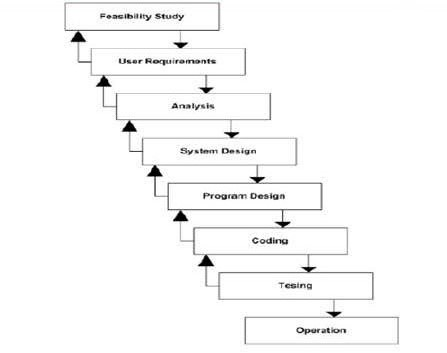 Feasibility Study
User Requirements
Analysis
System Design
Program Design
Coding
Tesing
Operation